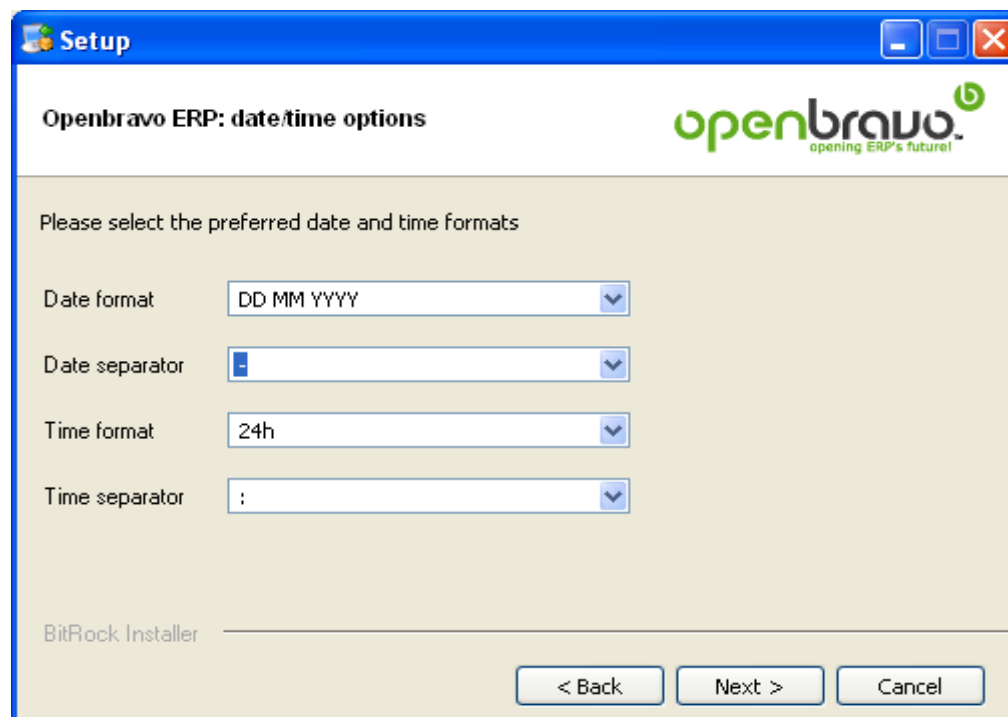 Setup
Openbravo ERP: date/time options
openbravo™
opening ERP's future!
Please select the preferred date and time formats
Date format DD MM YYYY
Date separator -
Time format 24h
Time separator :
BitRock Installer
< Back Next > Cancel